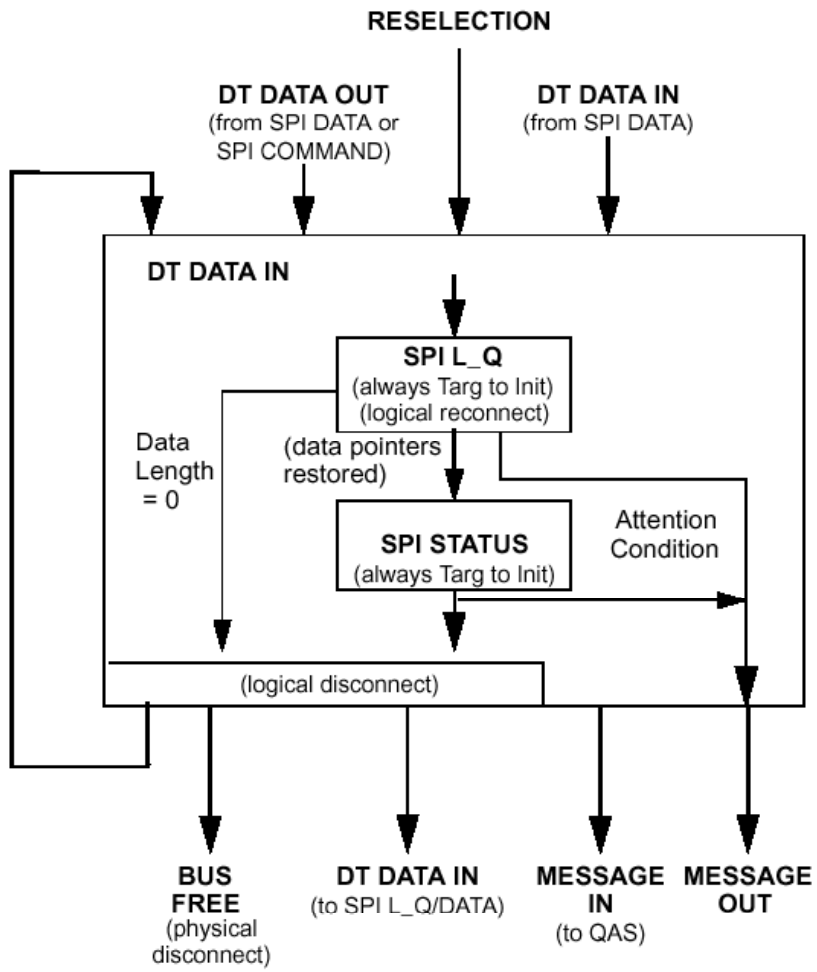 RESELECTION
DT DATA OUT
(from SPI DATA or
SPI COMMAND)
DT DATA IN
(from SPI DATA)
DT DATA IN
SPI L_Q
(always Targ to Init)
(logical reconnect)
Data
Length
= 0
(data pointers
restored)
SPI STATUS
(always Targ to Init)
Attention
Condition
(logical disconnect)
BUS
FREE
(physical
disconnect)
DT DATA IN
(to SPI L_Q/DATA)
MESSAGE
IN
(to QAS)
MESSAGE
OUT